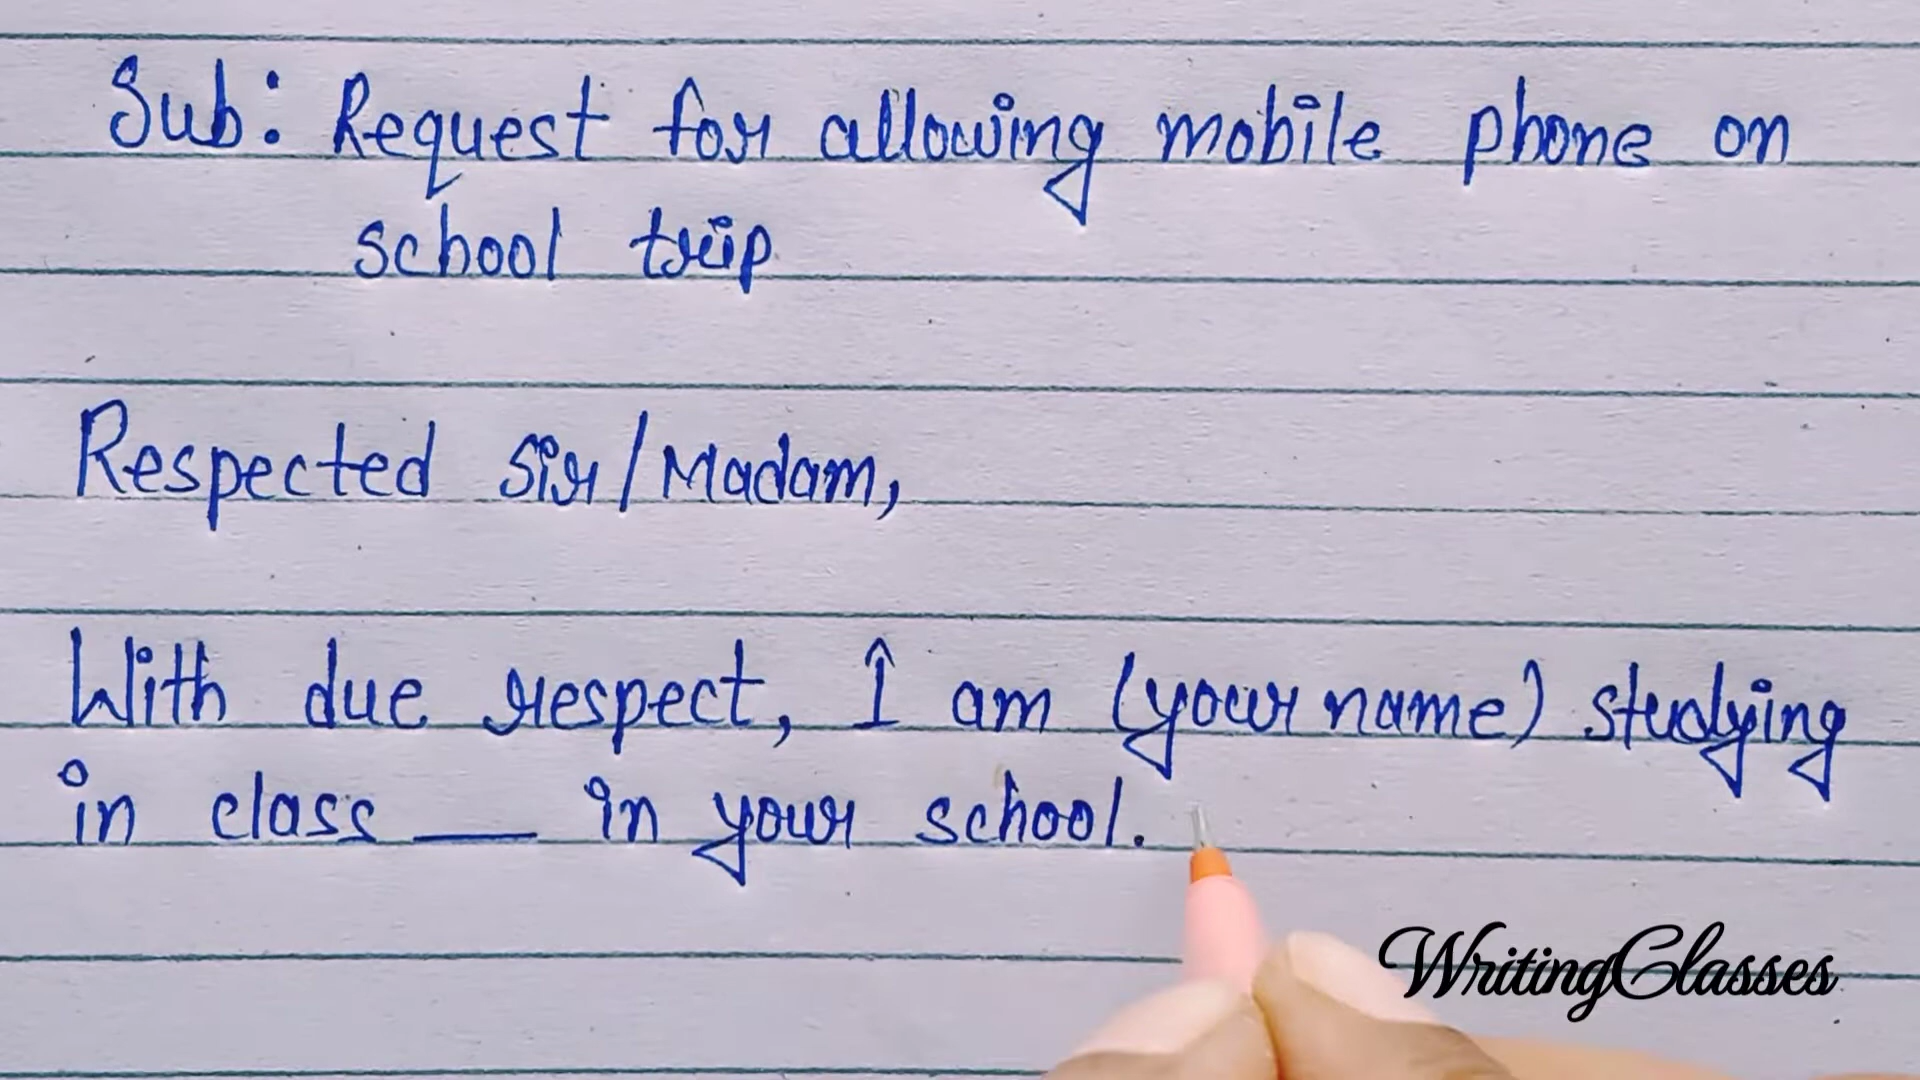 Sub: Request for allowing mobile phone on
school trip
Respected Sir/Madam,
With due respect, I am (your name) studying
in class ___ in your school.
WritingClasses